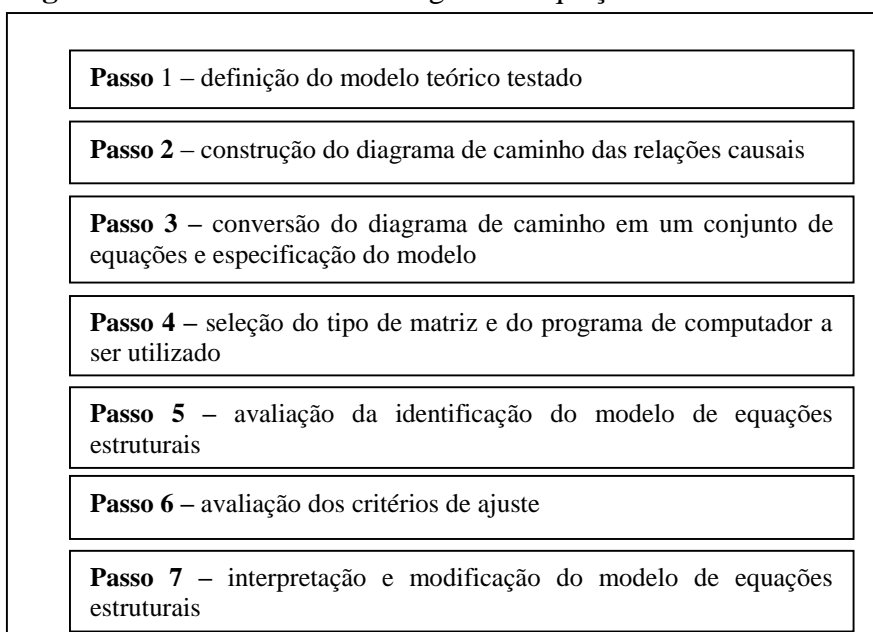 Passo 1 – definição do modelo teórico testado
Passo 2 – construção do diagrama de caminho das relações causais
Passo 3 – conversão do diagrama de caminho em um conjunto de
equações e especificação do modelo
Passo 4 – seleção do tipo de matriz e do programa de computador a
ser utilizado
Passo 5 – avaliação da identificação do modelo de equações
estruturais
Passo 6 – avaliação dos critérios de ajuste
Passo 7 – interpretação e modificação do modelo de equações
estruturais